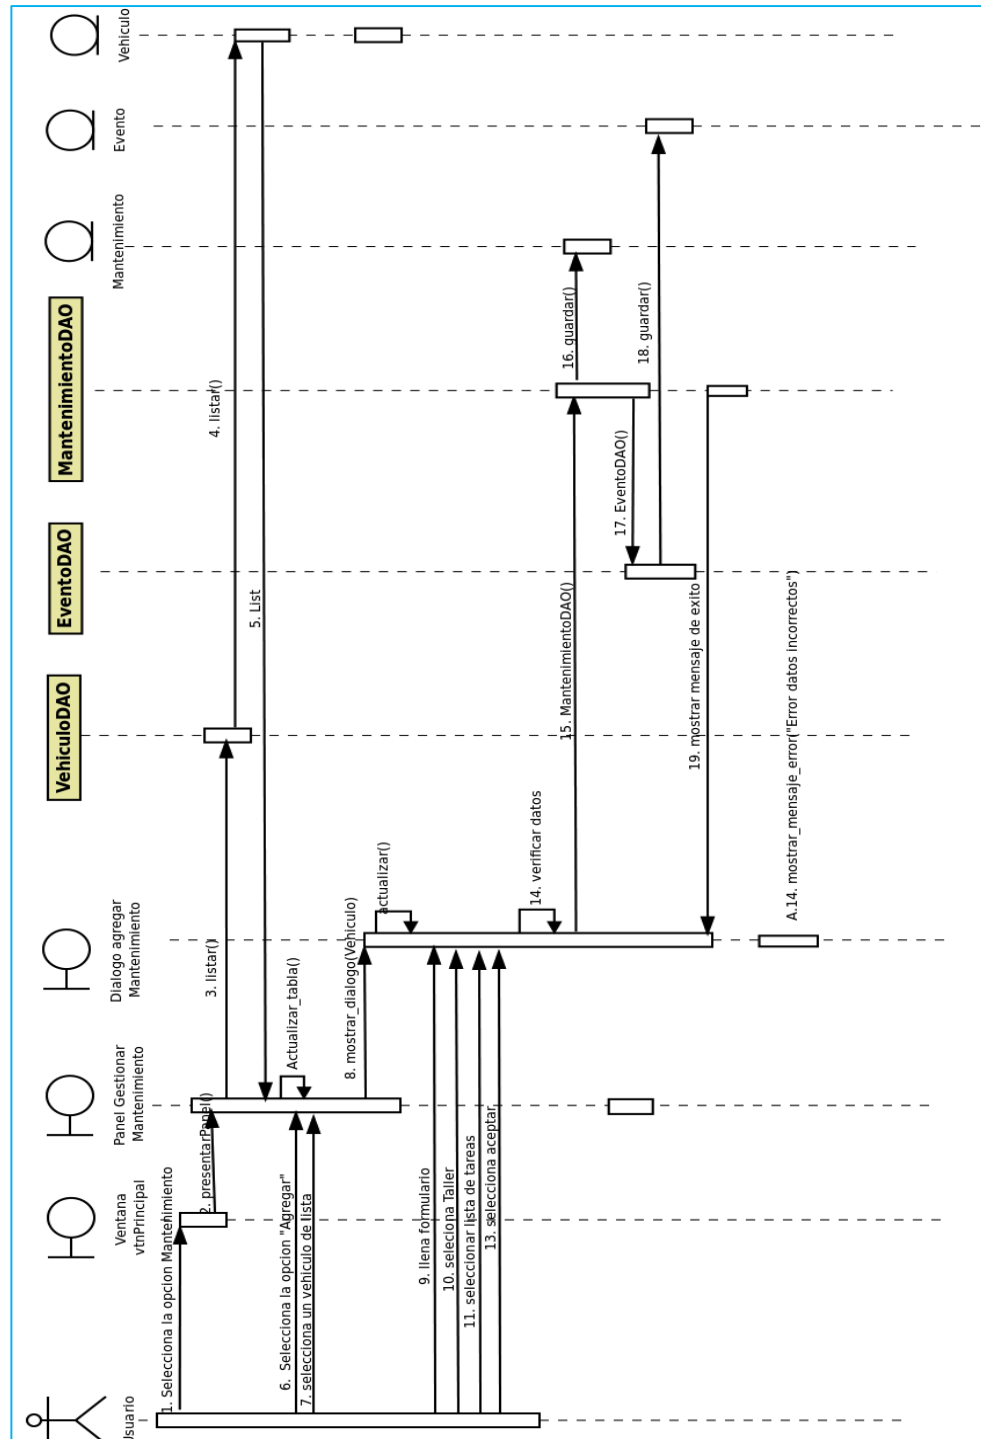 Usuario
Ventana
vtnPrincipal
Panel Gestionar
Mantenimiento
Dialogo agregar
Mantenimiento
VehiculoDAO
EventoDAO
MantenimientoDAO
Mantenimiento
Evento
Vehiculo
1. Selecciona la opcion Mantenimiento
2. presentarPanel()
3. listar()
4. listar()
5. List
Actualizar_tabla()
6. Selecciona la opcion "Agregar"
7. selecciona un vehiculo de lista
8. mostrar_dialogo(Vehiculo)
actualizar()
9. llena formulario
10. seleciona Taller
11. seleccionar lista de tareas
13. selecciona aceptar
14. verificar datos
15. MantenimientoDAO()
16. guardar()
17. EventoDAO()
18. guardar()
19. mostrar mensaje de exito
A.14. mostrar_mensaje_error("Error datos incorrectos")